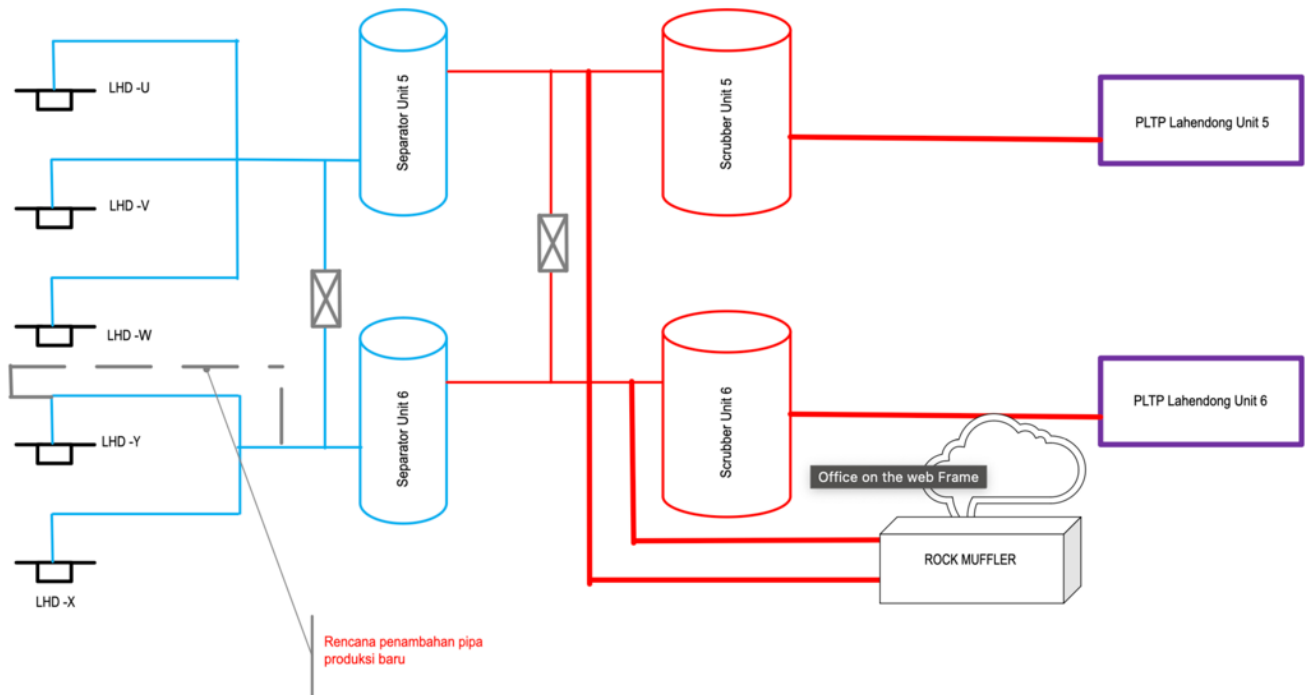 LHD -U
LHD -V
LHD -W
LHD -Y
LHD -X
Separator Unit 5
Separator Unit 6
Scrubber Unit 5
Scrubber Unit 6
PLTP Lahendong Unit 5
PLTP Lahendong Unit 6
Office on the web Frame
ROCK MUFFLER
Rencana penambahan pipa
produksi baru